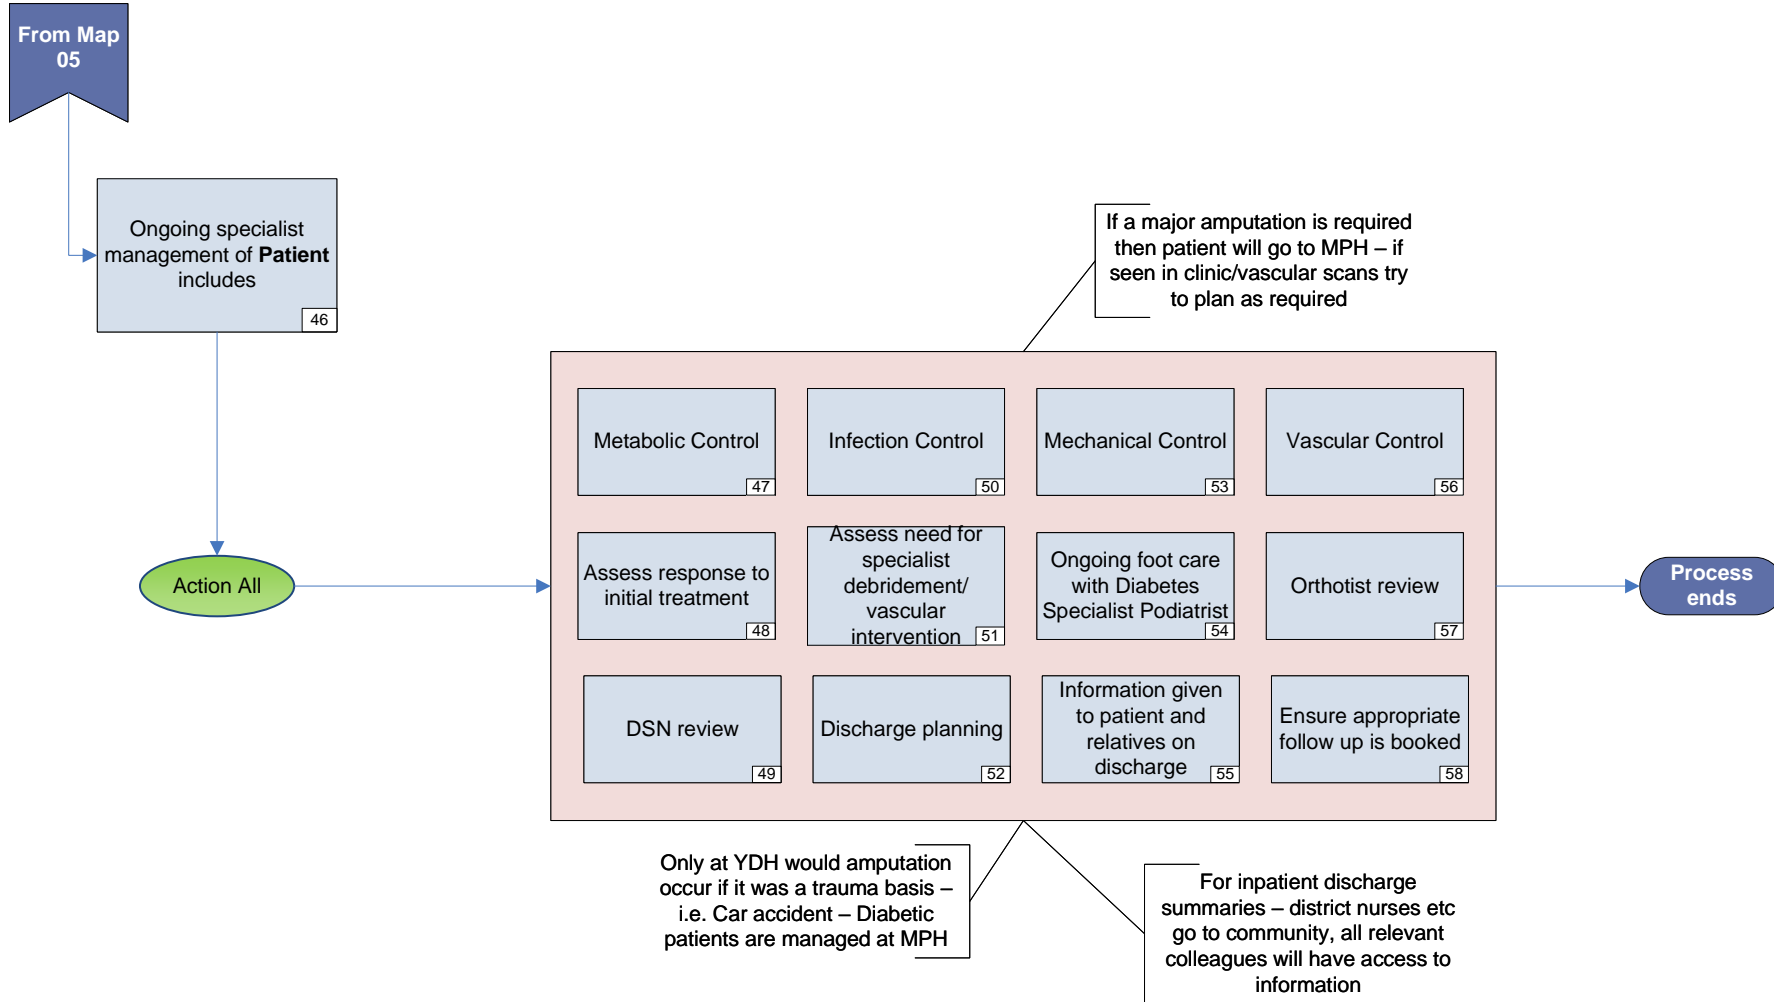 From Map
05
Ongoing specialist
management of Patient
includes
46
Action All
If a major amputation is required
then patient will go to MPH – if
seen in clinic/vascular scans try
to plan as required
Metabolic Control
47
Infection Control
50
Mechanical Control
53
Vascular Control
56
Assess response to
initial treatment
48
Assess need for
specialist
debridement/
vascular
intervention
51
Ongoing foot care
with Diabetes
Specialist Podiatrist
54
Orthotist review
57
DSN review
49
Discharge planning
52
Information given
to patient and
relatives on
discharge
55
Ensure appropriate
follow up is booked
58
Process
ends
Only at YDH would amputation
occur if it was a trauma basis –
i.e. Car accident – Diabetic
patients are managed at MPH
For inpatient discharge
summaries – district nurses etc
go to community, all relevant
colleagues will have access to
information